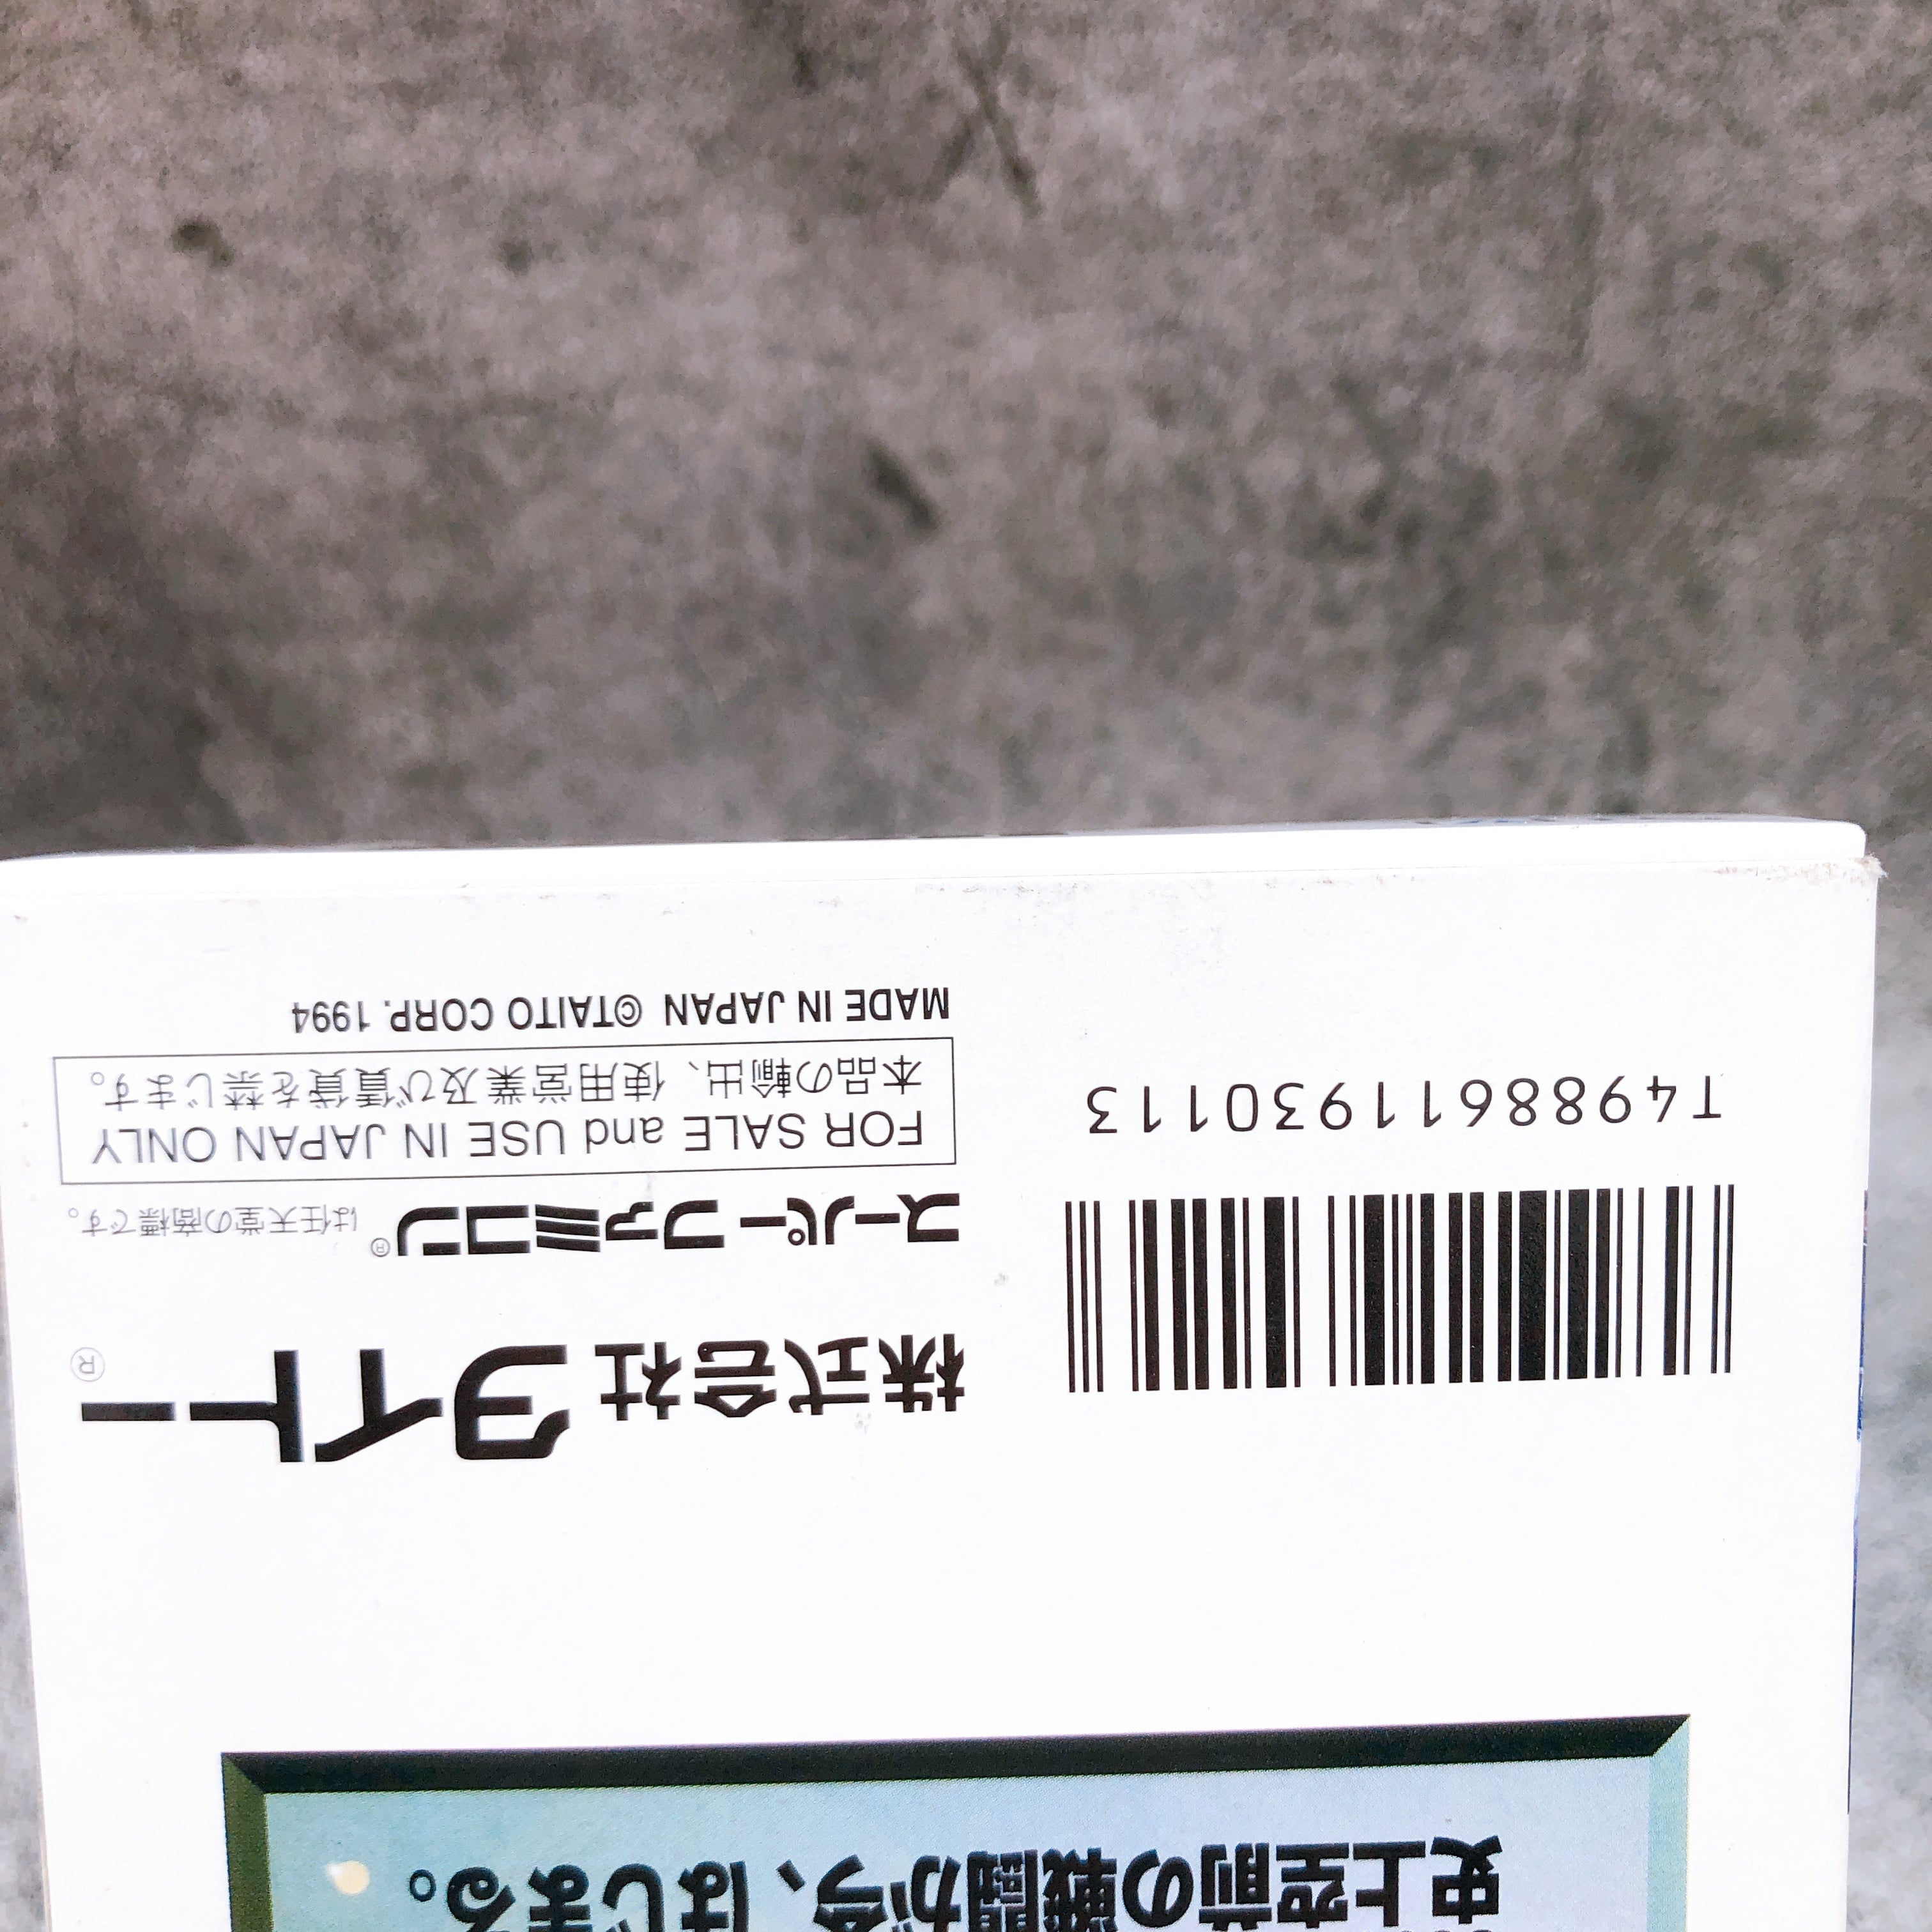 史上空前の戦闘が今、はじまる。
株式会社 タイトー®
スーパーファミコン® は任天堂の商標です。
FOR SALE and USE IN JAPAN ONLY
本品の輸出、使用営業及び賃貸を禁じます。
MADE IN JAPAN ©TAITO CORP. 1994
T4988611930113